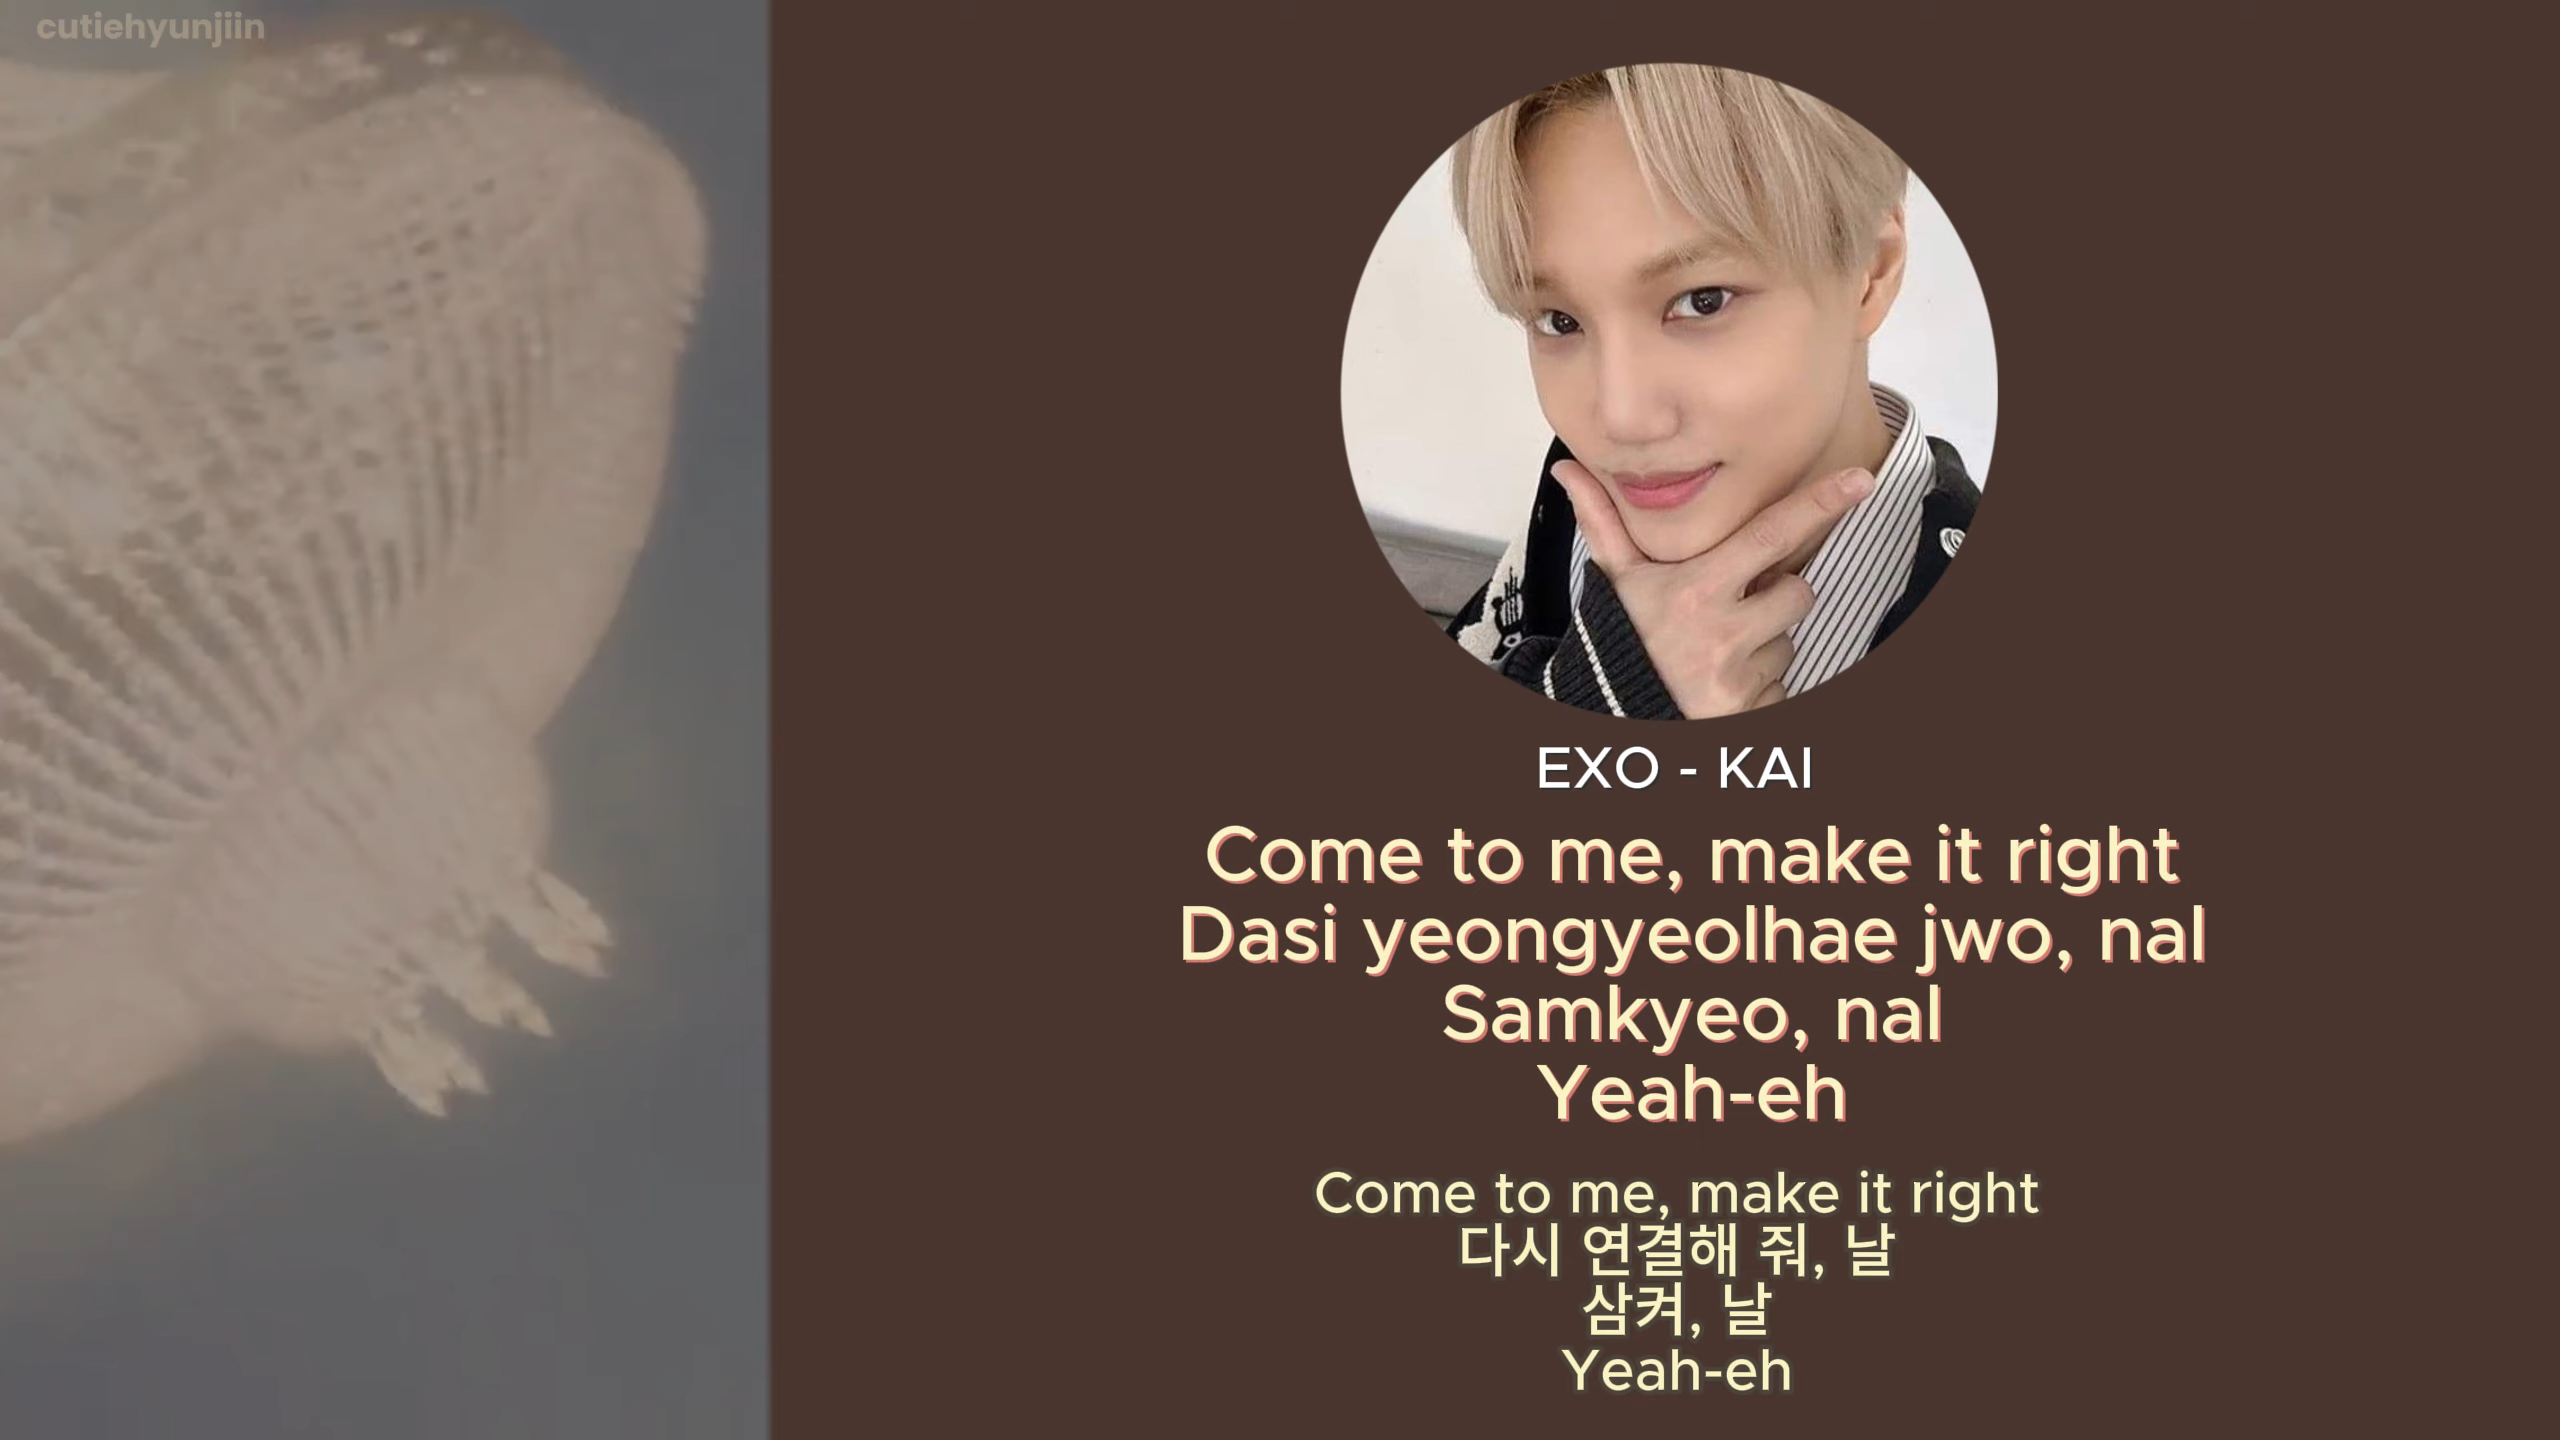 cutiehyunjiin
EXO - KAI
Come to me, make it right
Dasi yeongyeolhae jwo, nal
Samkyeo, nal
Yeah-eh
Come to me, make it right
다시 연결해 줘, 날
삼켜, 날
Yeah-eh